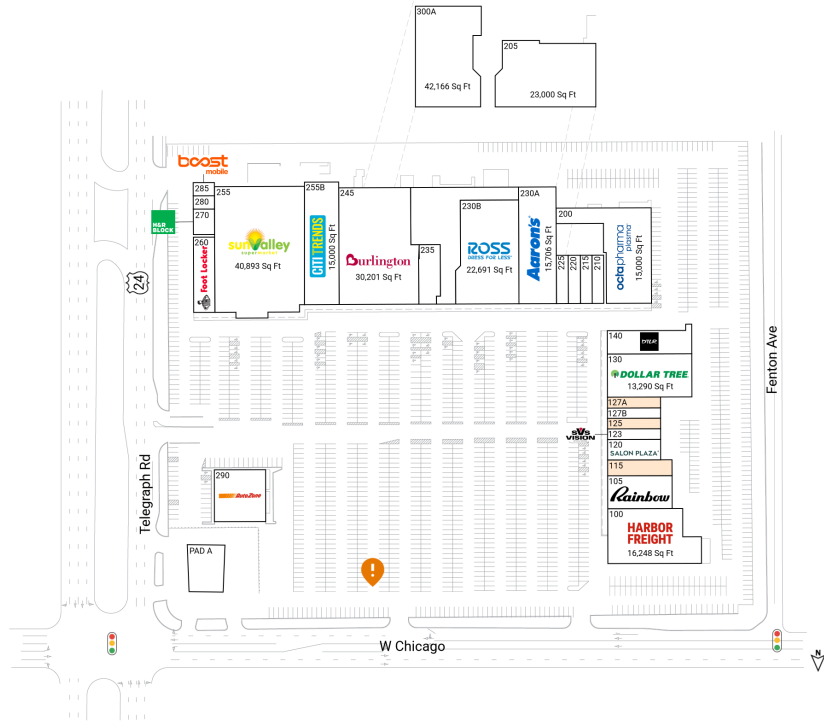 300A
42,166 Sq Ft
205
23,000 Sq Ft
boost
mobile
285
280
270
H&R
BLOCK
260
Foot Locker
255
sunValley
supermarket
40,893 Sq Ft
255B
CITI TRENDS
15,000 Sq Ft
245
Burlington
30,201 Sq Ft
235
230B
ROSS
DRESS FOR LESS
22,691 Sq Ft
230A
Aaron's
15,706 Sq Ft
200
225
220
215
210
octapharma
plasma
15,000 Sq Ft
24
140
DTLR
130
DOLLAR TREE
13,290 Sq Ft
127A
127B
125
SVS
VISION
123
120
SALON PLAZA
115
105
Rainbow
100
HARBOR
FREIGHT
16,248 Sq Ft
290
AutoZone
PAD A
Telegraph Rd
Fenton Ave
W Chicago
N